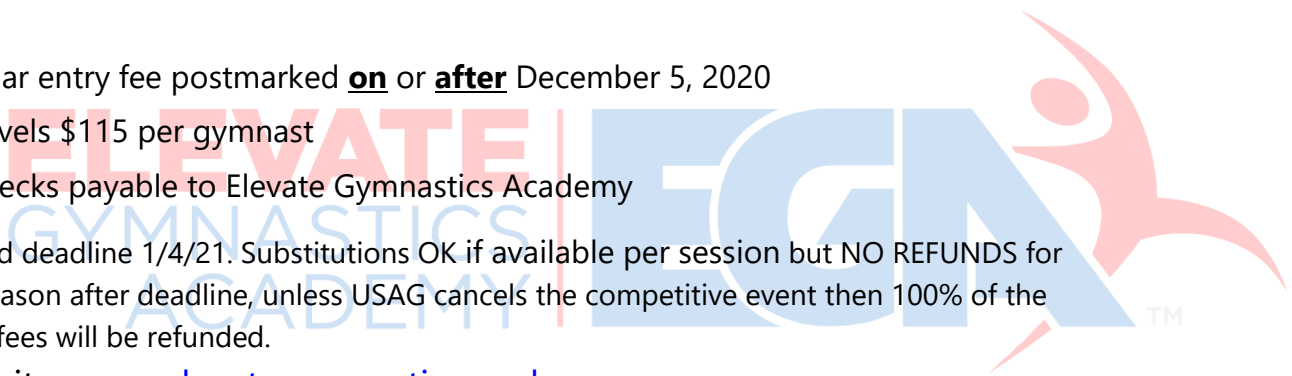 ar entry fee postmarked on or after December 5, 2020
vels $115 per gymnast
ecks payable to Elevate Gymnastics Academy
d deadline 1/4/21. Substitutions OK if available per session but NO REFUNDS for
ason after deadline, unless USAG cancels the competitive event then 100% of the
fees will be refunded.
ELEVATE
GYMNASTICS
ACADEMY
EGA
TM